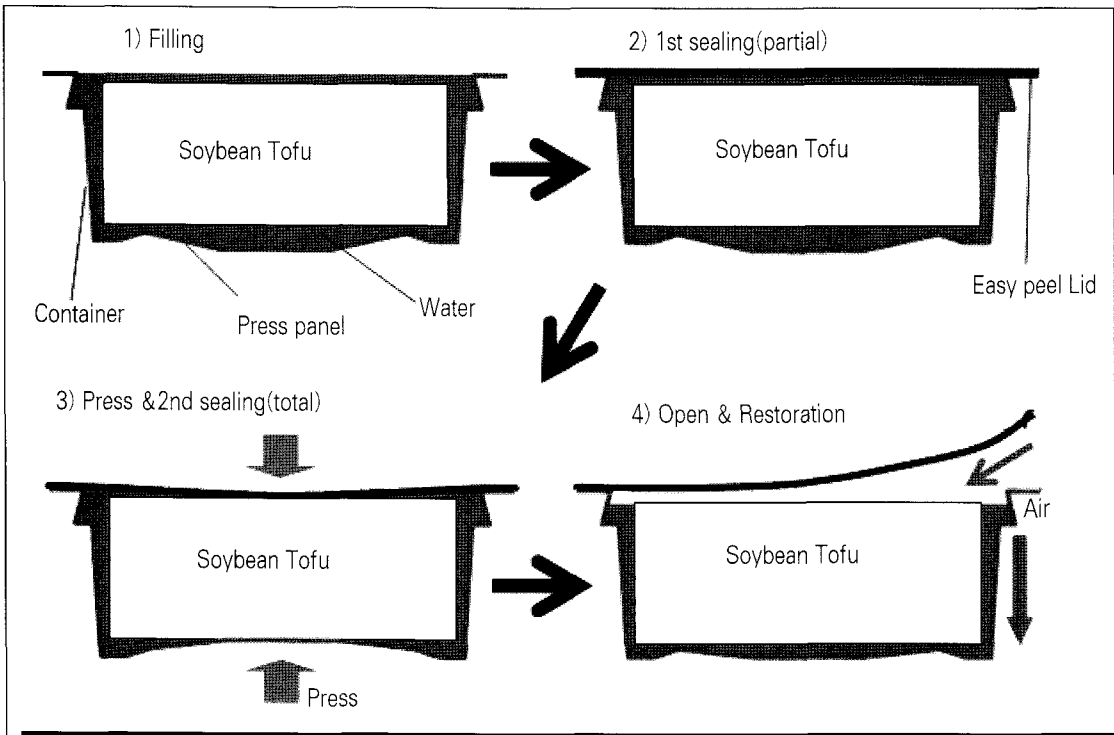 1) Filling
Soybean Tofu
Container
Press panel
Water
2) 1st sealing(partial)
Soybean Tofu
Easy peel Lid
3) Press &2nd sealing(total)
Soybean Tofu
Press
4) Open & Restoration
Air
Soybean Tofu